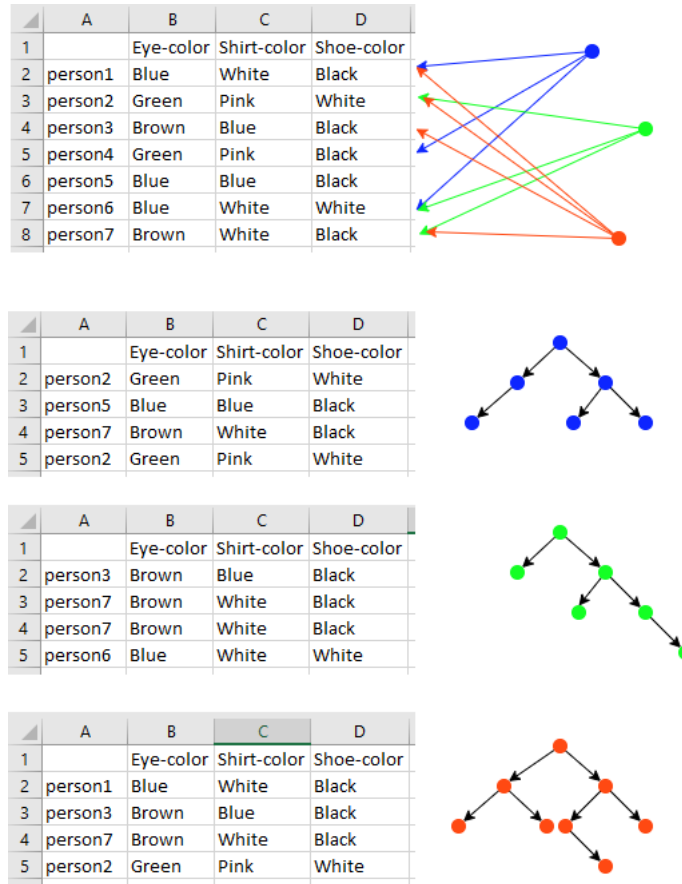 A B C D
1 Eye-color Shirt-color Shoe-color
2 person1 Blue White Black
3 person2 Green Pink White
4 person3 Brown Blue Black
5 person4 Green Pink Black
6 person5 Blue Blue Black
7 person6 Blue White White
8 person7 Brown White Black
A B C D
1 Eye-color Shirt-color Shoe-color
2 person2 Green Pink White
3 person5 Blue Blue Black
4 person7 Brown White Black
5 person2 Green Pink White
A B C D
1 Eye-color Shirt-color Shoe-color
2 person3 Brown Blue Black
3 person7 Brown White Black
4 person7 Brown White Black
5 person6 Blue White White
A B C D
1 Eye-color Shirt-color Shoe-color
2 person1 Blue White Black
3 person3 Brown Blue Black
4 person7 Brown White Black
5 person2 Green Pink White